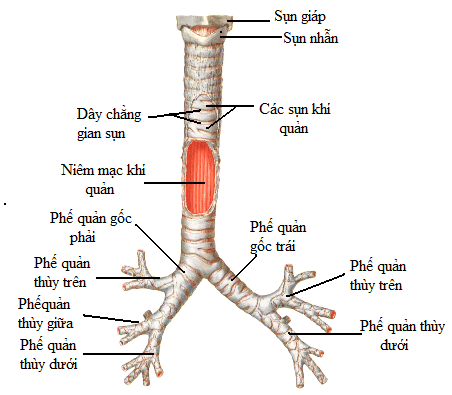 Sụn giáp
Sụn nhẫn
Dây chằng
gian sụn
Các sụn khí
quản
Niêm mạc khí
quản
Phế quản gốc
phải
Phế quản
gốc trái
Phế quản
thùy trên
Phế quản
thùy trên
Phếquản
thùy giữa
Phế quản thùy
dưới
Phế quản
thùy dưới